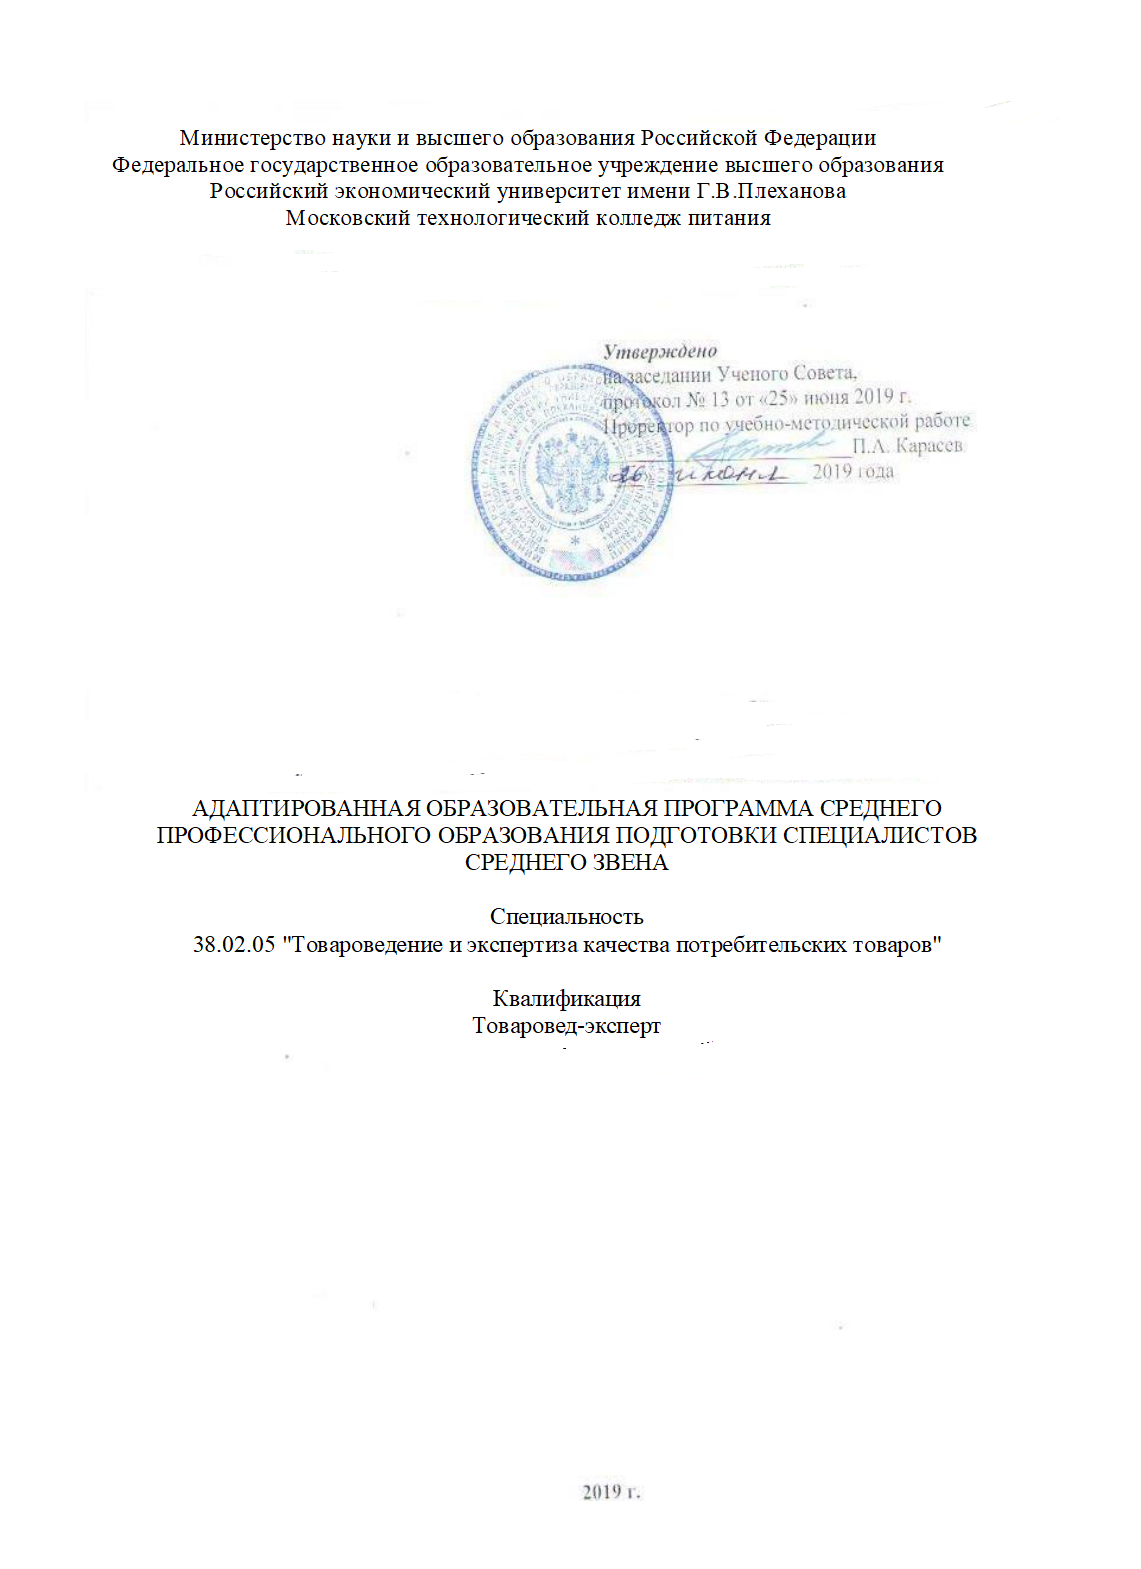 Министерство науки и высшего образования Российской Федерации
Федеральное государственное образовательное учреждение высшего образования
Российский экономический университет имени Г.В.Плеханова
Московский технологический колледж питания
Утверждено
на заседании Ученого Совета,
протокол № 13 от «25» июня 2019 г.
Проректор по учебно-методической работе
П.А. Карасев
26 июня 2019 года
АДАПТИРОВАННАЯ ОБРАЗОВАТЕЛЬНАЯ ПРОГРАММА СРЕДНЕГО
ПРОФЕССИОНАЛЬНОГО ОБРАЗОВАНИЯ ПОДГОТОВКИ СПЕЦИАЛИСТОВ
СРЕДНЕГО ЗВЕНА
Специальность
38.02.05 "Товароведение и экспертиза качества потребительских товаров"
Квалификация
Товаровед-эксперт
2019 г.